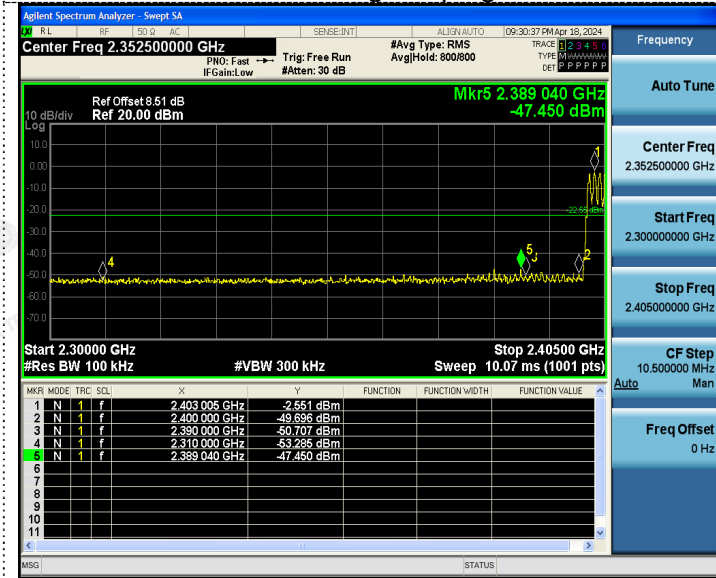 Agilent Spectrum Analyzer - Swept SA
RL RF 50 Ω AC SENSE:INT ALIGN AUTO 09:30:37 PM Apr 18, 2024
Center Freq 2.352500000 GHz #Avg Type: RMS TRACE 1 2 3 4 5 6 Frequency
PNO: Fast Trig: Free Run Avg|Hold: 800/800 TYPE M
IFGain:Low #Atten: 30 dB DET P P P P P P
Auto Tune
Ref Offset 8.51 dB Mkr5 2.389 040 GHz
10 dB/div Ref 20.00 dBm -47.450 dBm
Log
10.0
0.00
-10.0
-20.0
-30.0
-40.0
-50.0
-60.0
-70.0
-22.55 dBm
1
4
5
3
2
Center Freq
2.352500000 GHz
Start Freq
2.300000000 GHz
Stop Freq
2.405000000 GHz
Start 2.30000 GHz Stop 2.40500 GHz
#Res BW 100 kHz #VBW 300 kHz Sweep 10.07 ms (1001 pts)
CF Step
10.500000 MHz
Auto Man
MKR MODE TRC SCL X Y FUNCTION FUNCTION WIDTH FUNCTION VALUE
1 N 1 f 2.403 005 GHz -2.551 dBm
2 N 1 f 2.400 000 GHz -49.696 dBm
3 N 1 f 2.390 000 GHz -50.707 dBm
4 N 1 f 2.310 000 GHz -53.285 dBm
5 N 1 f 2.389 040 GHz -47.450 dBm
6
7
8
9
10
11
Freq Offset
0 Hz
MSG STATUS